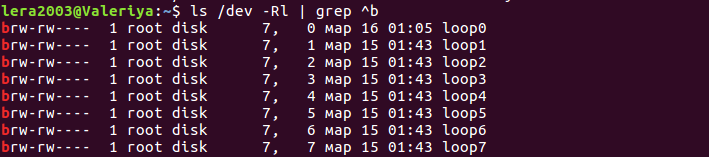 lera2003@Valeriya:~$ ls /dev -Rl | grep ^b
brw-rw---- 1 root disk 7, 0 мар 16 01:05 loop0
brw-rw---- 1 root disk 7, 1 мар 15 01:43 loop1
brw-rw---- 1 root disk 7, 2 мар 15 01:43 loop2
brw-rw---- 1 root disk 7, 3 мар 15 01:43 loop3
brw-rw---- 1 root disk 7, 4 мар 15 01:43 loop4
brw-rw---- 1 root disk 7, 5 мар 15 01:43 loop5
brw-rw---- 1 root disk 7, 6 мар 15 01:43 loop6
brw-rw---- 1 root disk 7, 7 мар 15 01:43 loop7